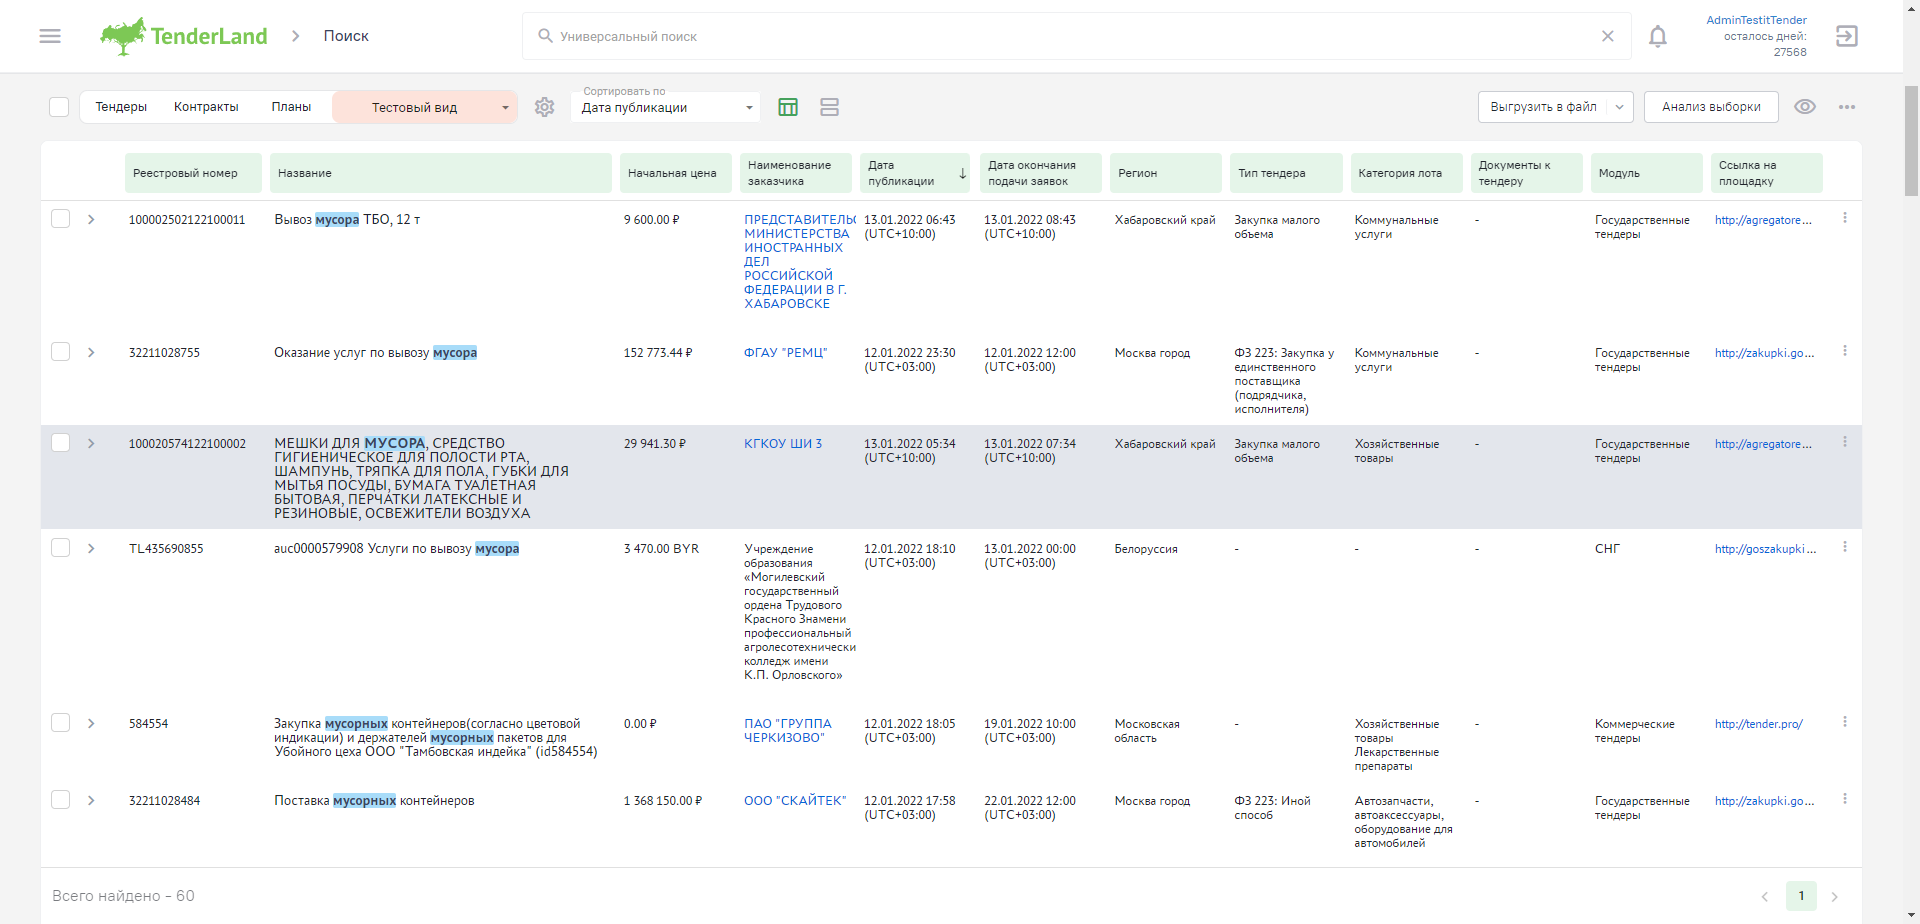 TenderLand
Поиск
Универсальный поиск
AdminTestitTender
осталось дней:
27568
Тендеры
Контракты
Планы
Тестовый вид
Сортировать по
Дата публикации
Выгрузить в файл
Анализ выборки
Реестровый номер
Название
Начальная цена
Наименование
заказчика
Дата
публикации
Дата окончания
подачи заявок
Регион
Тип тендера
Категория лота
Документы к
тендеру
Модуль
Ссылка на
площадку
100002502122100011
Вывоз мусора ТБО, 12 т
9 600.00 ₽
ПРЕДСТАВИТЕЛЬС
МИНИСТЕРСТВА
ИНОСТРАННЫХ
ДЕЛ
РОССИЙСКОЙ
ФЕДЕРАЦИИ В Г.
ХАБАРОВСКЕ
13.01.2022 06:43
(UTC+10:00)
13.01.2022 08:43
(UTC+10:00)
Хабаровский край
Закупка малого
объема
Коммунальные
услуги
-
Государственные
тендеры
http://agregatore...
32211028755
Оказание услуг по вывозу мусора
152 773.44 ₽
ФГАУ "РЕМЦ"
12.01.2022 23:30
(UTC+03:00)
12.01.2022 12:00
(UTC+03:00)
Москва город
ФЗ 223: Закупка у
единственного
поставщика
(подрядчика,
исполнителя)
Коммунальные
услуги
-
Государственные
тендеры
http://zakupki.go...
100020574122100002
МЕШКИ ДЛЯ МУСОРА, СРЕДСТВО
ГИГИЕНИЧЕСКОЕ ДЛЯ ПОЛОСТИ РТА,
ШАМПУНЬ, ТРЯПКА ДЛЯ ПОЛА, ГУБКИ ДЛЯ
МЫТЬЯ ПОСУДЫ, БУМАГА ТУАЛЕТНАЯ
БЫТОВАЯ, ПЕРЧАТКИ ЛАТЕКСНЫЕ И
РЕЗИНОВЫЕ, ОСВЕЖИТЕЛИ ВОЗДУХА
29 941.30 ₽
КГКОУ ШИ 3
13.01.2022 05:34
(UTC+10:00)
13.01.2022 07:34
(UTC+10:00)
Хабаровский край
Закупка малого
объема
Хозяйственные
товары
-
Государственные
тендеры
http://agregatore...
TL435690855
auc0000579908 Услуги по вывозу мусора
3 470.00 BYR
Учреждение
образования
«Могилевский
государственный
ордена Трудового
Красного Знамени
профессиональный
агролесотехнически
колледж имени
К.П. Орловского»
12.01.2022 18:10
(UTC+03:00)
13.01.2022 00:00
(UTC+03:00)
Белоруссия
-
-
-
СНГ
http://goszakupki...
584554
Закупка мусорных контейнеров(согласно цветовой
индикации) и держателей мусорных пакетов для
Убойного цеха ООО "Тамбовская индейка" (id584554)
0.00 ₽
ПАО "ГРУППА
ЧЕРКИЗОВО"
12.01.2022 18:05
(UTC+03:00)
19.01.2022 10:00
(UTC+03:00)
Московская
область
-
Хозяйственные
товары
Лекарственные
препараты
-
Коммерческие
тендеры
http://tender.pro/
32211028484
Поставка мусорных контейнеров
1 368 150.00 ₽
ООО "СКАЙТЕК"
12.01.2022 17:58
(UTC+03:00)
22.01.2022 12:00
(UTC+03:00)
Москва город
ФЗ 223: Иной
способ
Автозапчасти,
автоаксессуары,
оборудование для
автомобилей
-
Государственные
тендеры
http://zakupki.go...
Всего найдено - 60
1